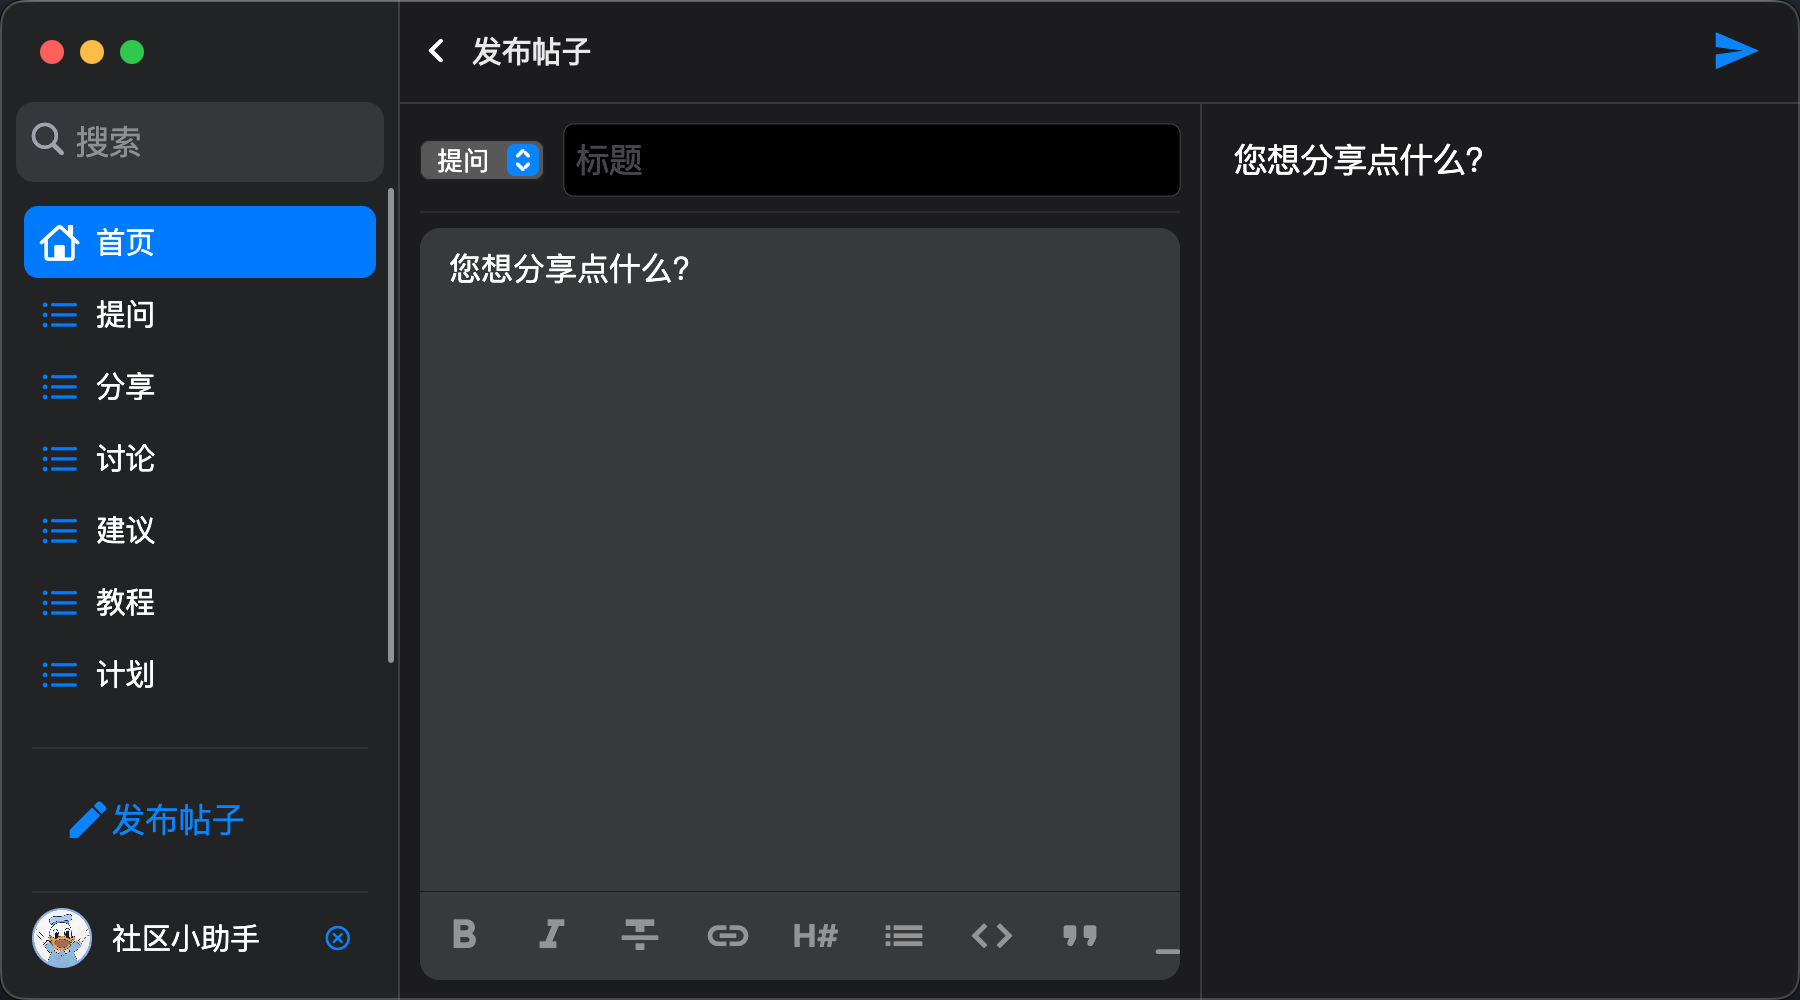 搜索
首页
提问
分享
讨论
建议
教程
计划
发布帖子
社区小助手
发布帖子
提问
标题
您想分享点什么?
B I H#
您想分享点什么?